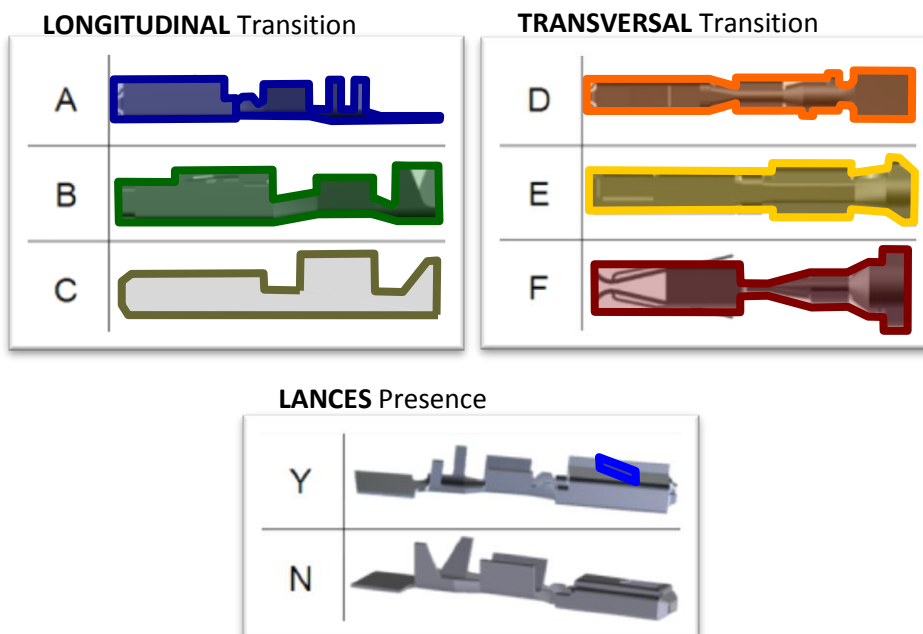 LONGITUDINAL Transition
A
B
C
TRANSVERSAL Transition
D
E
F
LANCES Presence
Y
N